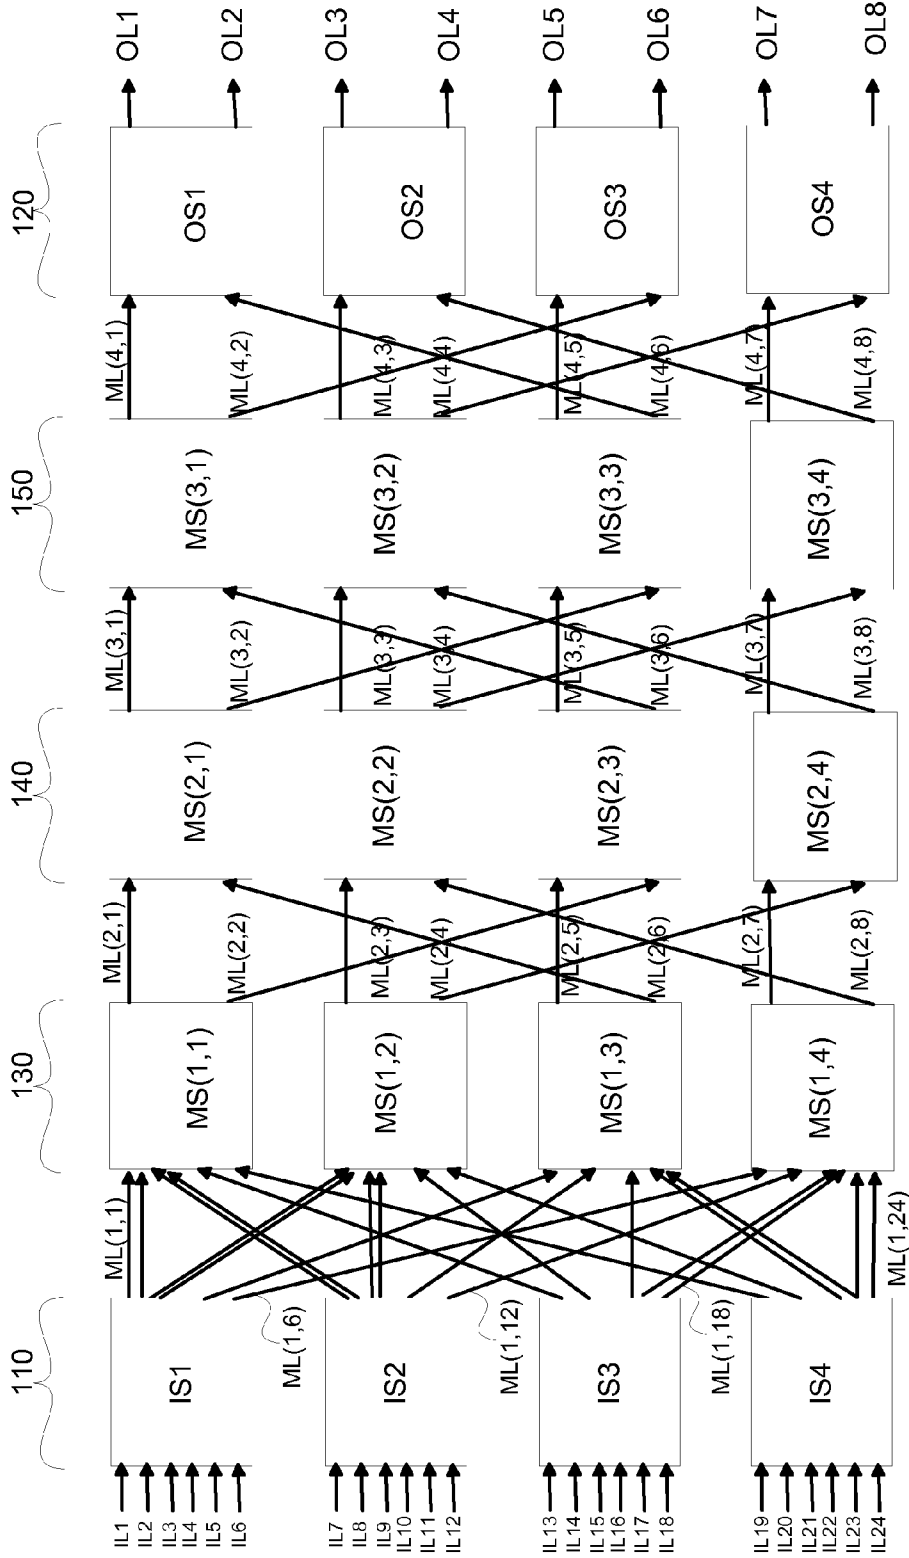 110
130
140
150
120
IL1
IL2
IL3
IL4
IL5
IL6
IS1
ML(1,1)
ML(1,6)
MS(1,1)
ML(2,1)
ML(2,2)
MS(2,1)
ML(3,1)
ML(3,2)
MS(3,1)
ML(4,1)
ML(4,2)
OS1
OL1
OL2
IL7
IL8
IL9
IL10
IL11
IL12
IS2
ML(1,12)
MS(1,2)
ML(2,3)
ML(2,4)
MS(2,2)
ML(3,3)
ML(3,4)
MS(3,2)
ML(4,3)
ML(4,4)
OS2
OL3
OL4
IL13
IL14
IL15
IL16
IL17
IL18
IS3
ML(1,18)
MS(1,3)
ML(2,5)
ML(2,6)
MS(2,3)
ML(3,5)
ML(3,6)
MS(3,3)
ML(4,5)
ML(4,6)
OS3
OL5
OL6
IL19
IL20
IL21
IL22
IL23
IL24
IS4
ML(1,24)
MS(1,4)
ML(2,7)
ML(2,8)
MS(2,4)
ML(3,7)
ML(3,8)
MS(3,4)
ML(4,7)
ML(4,8)
OS4
OL7
OL8